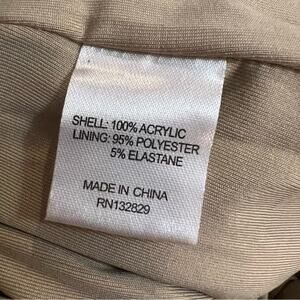 SHELL: 100% ACRYLIC
LINING: 95% POLYESTER
5% ELASTANE
MADE IN CHINA
RN132829